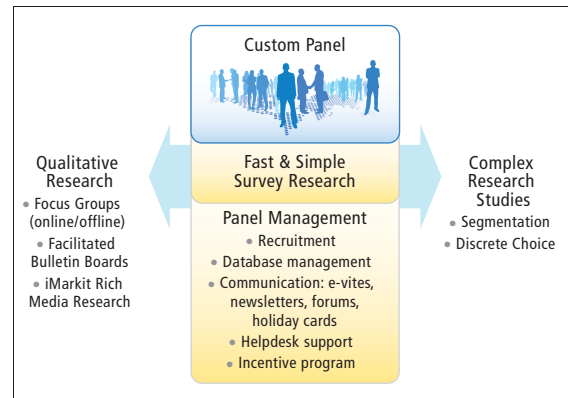 Custom Panel
Fast & Simple
Survey Research
Panel Management
• Recruitment
• Database management
• Communication: e-vites,
newsletters, forums,
holiday cards
• Helpdesk support
• Incentive program
Qualitative
Research
• Focus Groups
(online/offline)
• Facilitated
Bulletin Boards
• iMarkit Rich
Media Research
Complex
Research
Studies
• Segmentation
• Discrete Choice